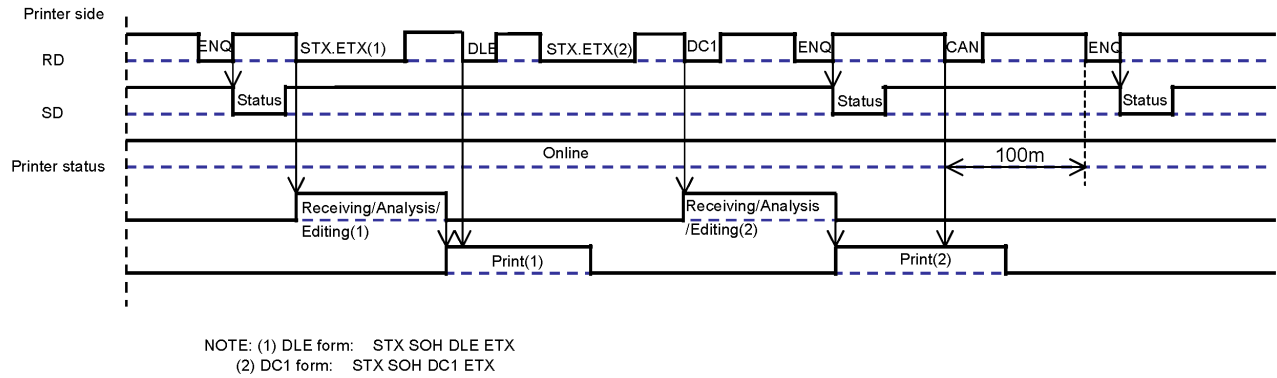 Printer side
RD
ENQ
STX.ETX(1)
DLE
STX.ETX(2)
DC1
ENQ
CAN
ENQ
SD
Status
Status
Status
Printer status
Online
100m
Receiving/Analysis/
Editing(1)
Receiving/Analysis
/Editing(2)
Print(1)
Print(2)
NOTE: (1) DLE form: STX SOH DLE ETX
(2) DC1 form: STX SOH DC1 ETX